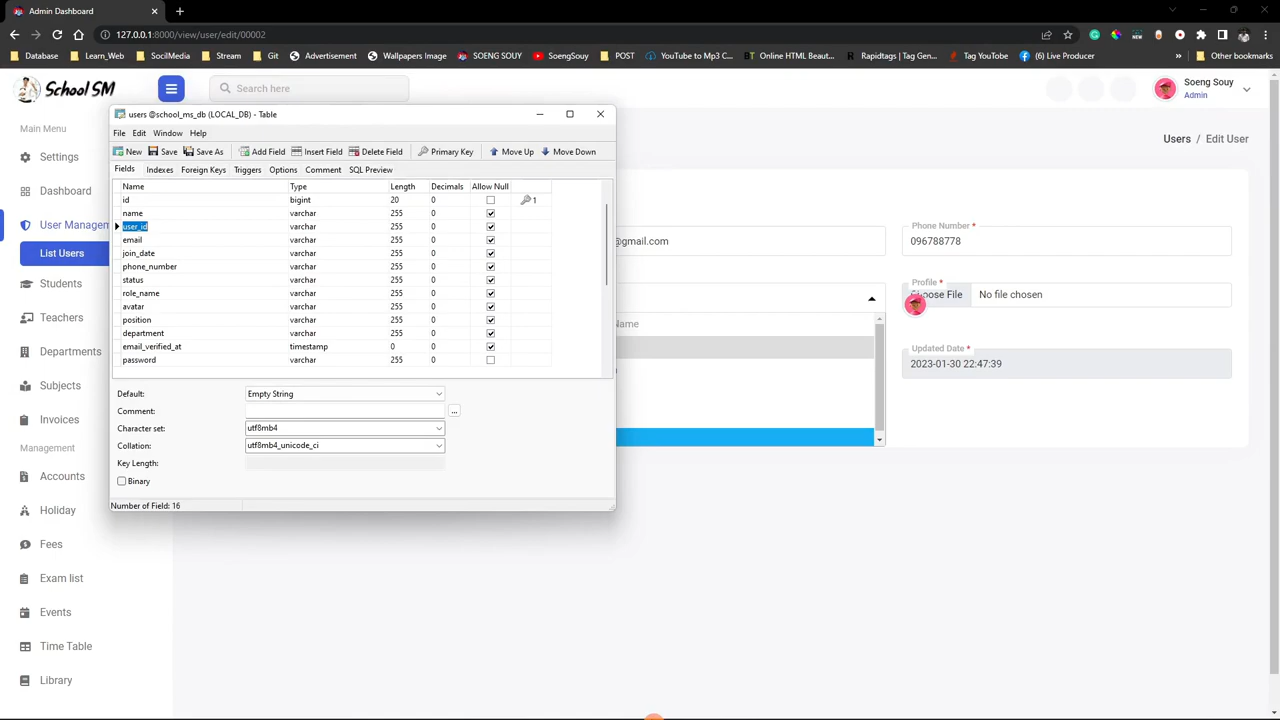 Admin Dashboard
127.0.0.1:8000/view/user/edit/00002
Database Learn_Web SocilMedia Advertisement Wallpapers Image SOENG SOUY SoengSouy POST YouTube to Mp3 C... Online HTML Beaut... Rapidtags | Tag Gen... Tag YouTube (6) Live Producer » Other bookmarks
School SM
Search here
Soeng Souy
Admin
Main Menu
Settings
Dashboard
User Managem
List Users
Students
Teachers
Departments
Subjects
Invoices
Management
Accounts
Holiday
Fees
Exam list
Events
Time Table
Library
users @school_ms_db (LOCAL_DB) - Table
File Edit Window Help
New Save Save As Add Field Insert Field Delete Field Primary Key Move Up Move Down
Fields Indexes Foreign Keys Triggers Options Comment SQL Preview
Name Type Length Decimals Allow Null
id bigint 20 0 1
name varchar 255 0
user_id varchar 255 0
email varchar 255 0
join_date varchar 255 0
phone_number varchar 255 0
status varchar 255 0
role_name varchar 255 0
avatar varchar 255 0
position varchar 255 0
department varchar 255 0
email_verified_at timestamp 0 0
password varchar 255 0
Default: Empty String
Comment: ...
Character set: utf8mb4
Collation: utf8mb4_unicode_ci
Key Length:
Binary
Number of Field: 16
Users / Edit User
@gmail.com
Phone Number *
096788778
Name
Profile *
Choose File No file chosen
Updated Date *
2023-01-30 22:47:39